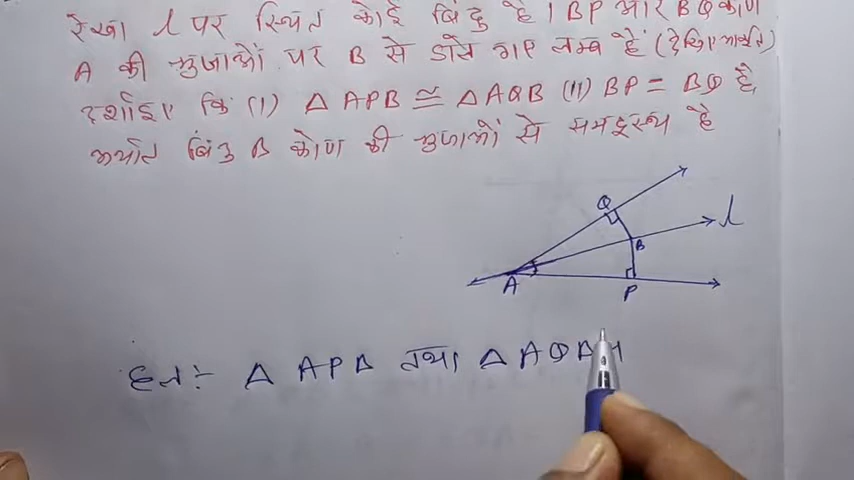 रेखा l पर स्थित कोई बिंदु है । BP और BQ कोण
A की भुजाओं पर B से डाले गए लम्ब हैं (देखिए आकृति)
दर्शाइए कि (i) △ APB ≅ △ AQB (ii) BP = BQ है,
अर्थात बिंदु B कोण की भुजाओं से समदूरस्थ है
Q
l
B
A
P
हल :- △ APB तथा △ AQB